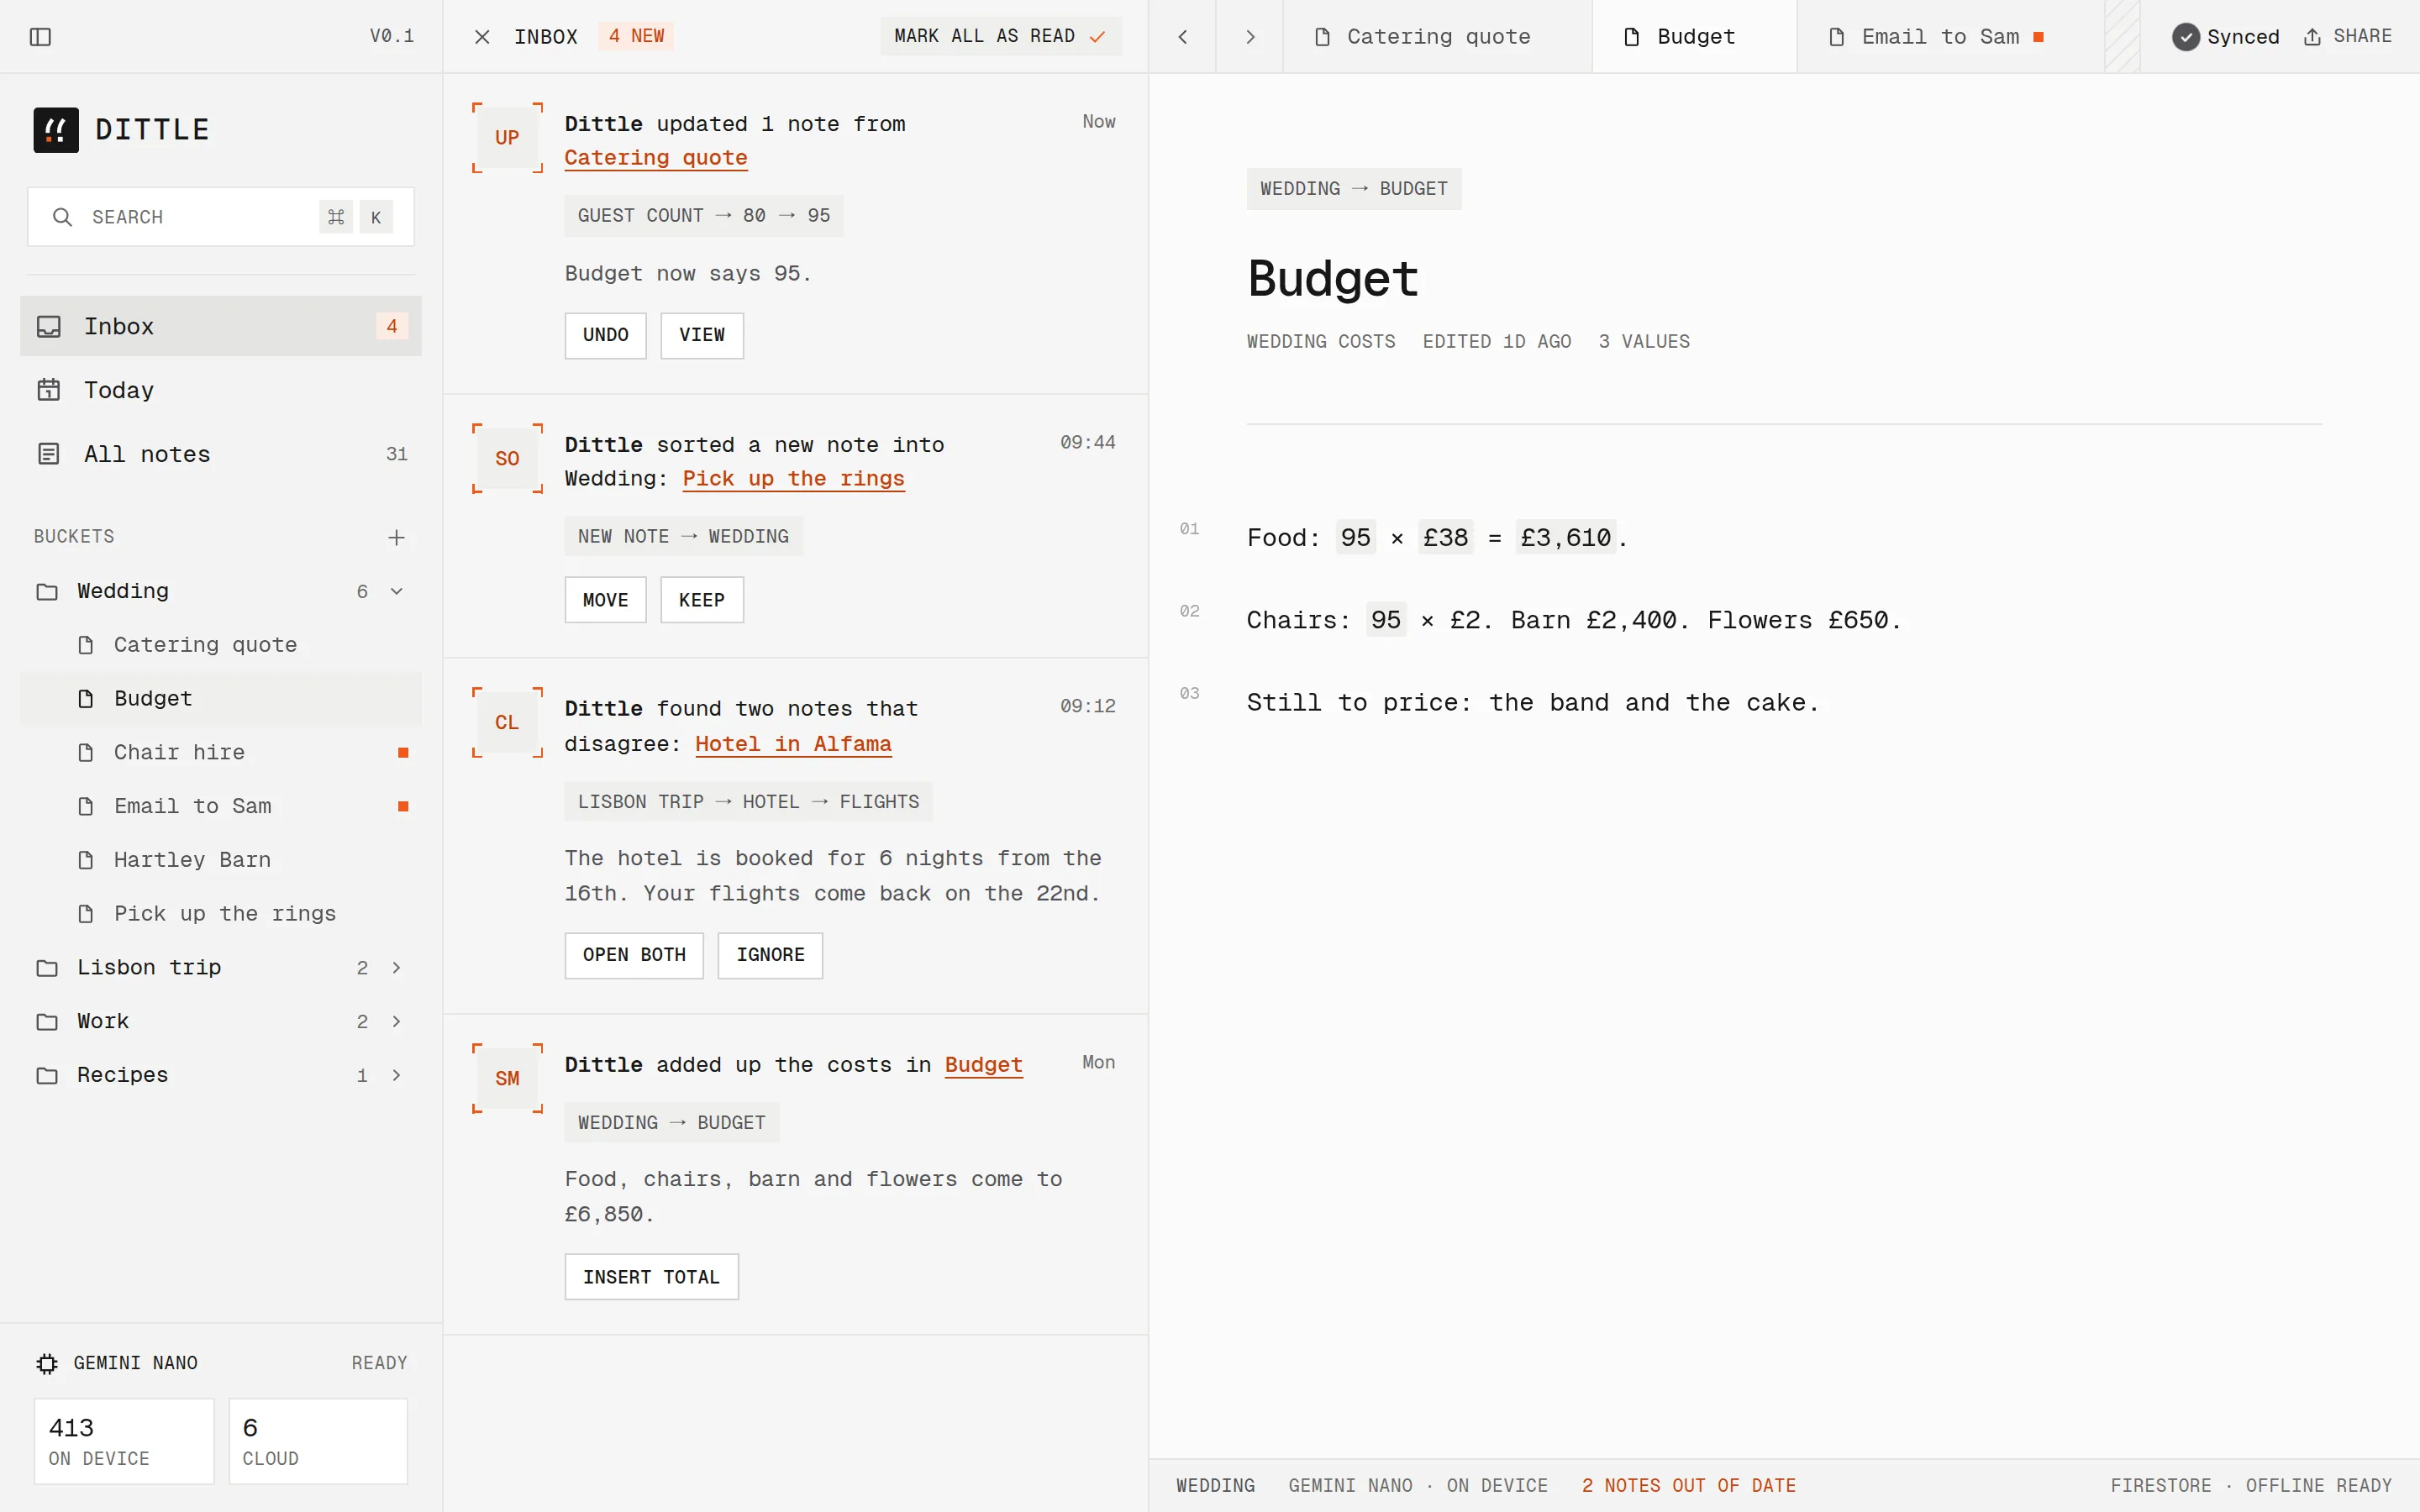 V0.1
DITTLE
SEARCH ⌘ K
Inbox 4
Today
All notes 31
BUCKETS
Wedding 6
Catering quote
Budget
Chair hire
Email to Sam
Hartley Barn
Pick up the rings
Lisbon trip 2
Work 2
Recipes 1
GEMINI NANO READY
413
ON DEVICE
6
CLOUD
INBOX 4 NEW MARK ALL AS READ
UP
Dittle updated 1 note from Now
Catering quote
GUEST COUNT → 80 → 95
Budget now says 95.
UNDO VIEW
SO
Dittle sorted a new note into 09:44
Wedding: Pick up the rings
NEW NOTE → WEDDING
MOVE KEEP
CL
Dittle found two notes that 09:12
disagree: Hotel in Alfama
LISBON TRIP → HOTEL → FLIGHTS
The hotel is booked for 6 nights from the
16th. Your flights come back on the 22nd.
OPEN BOTH IGNORE
SM
Dittle added up the costs in Budget Mon
WEDDING → BUDGET
Food, chairs, barn and flowers come to
£6,850.
INSERT TOTAL
Catering quote Budget Email to Sam Synced SHARE
WEDDING → BUDGET
Budget
WEDDING COSTS EDITED 1D AGO 3 VALUES
01 Food: 95 × £38 = £3,610.
02 Chairs: 95 × £2. Barn £2,400. Flowers £650.
03 Still to price: the band and the cake.
WEDDING GEMINI NANO · ON DEVICE 2 NOTES OUT OF DATE FIRESTORE · OFFLINE READY